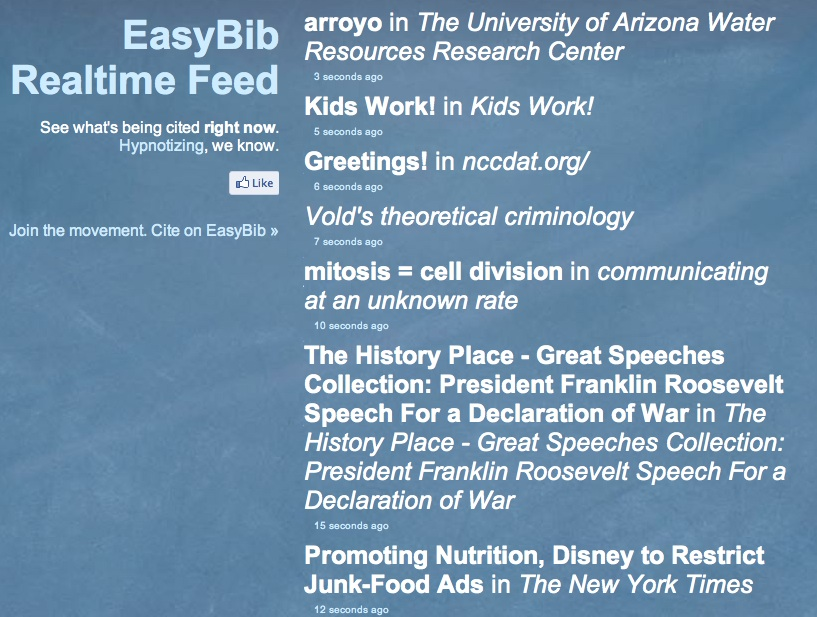 EasyBib
Realtime Feed
See what's being cited right now.
Hypnotizing, we know.
Like
Join the movement. Cite on EasyBib »
arroyo in The University of Arizona Water
Resources Research Center
3 seconds ago
Kids Work! in Kids Work!
5 seconds ago
Greetings! in nccdat.org/
6 seconds ago
Vold's theoretical criminology
7 seconds ago
mitosis = cell division in communicating
at an unknown rate
10 seconds ago
The History Place - Great Speeches
Collection: President Franklin Roosevelt
Speech For a Declaration of War in The
History Place - Great Speeches Collection:
President Franklin Roosevelt Speech For a
Declaration of War
15 seconds ago
Promoting Nutrition, Disney to Restrict
Junk-Food Ads in The New York Times
12 seconds ago